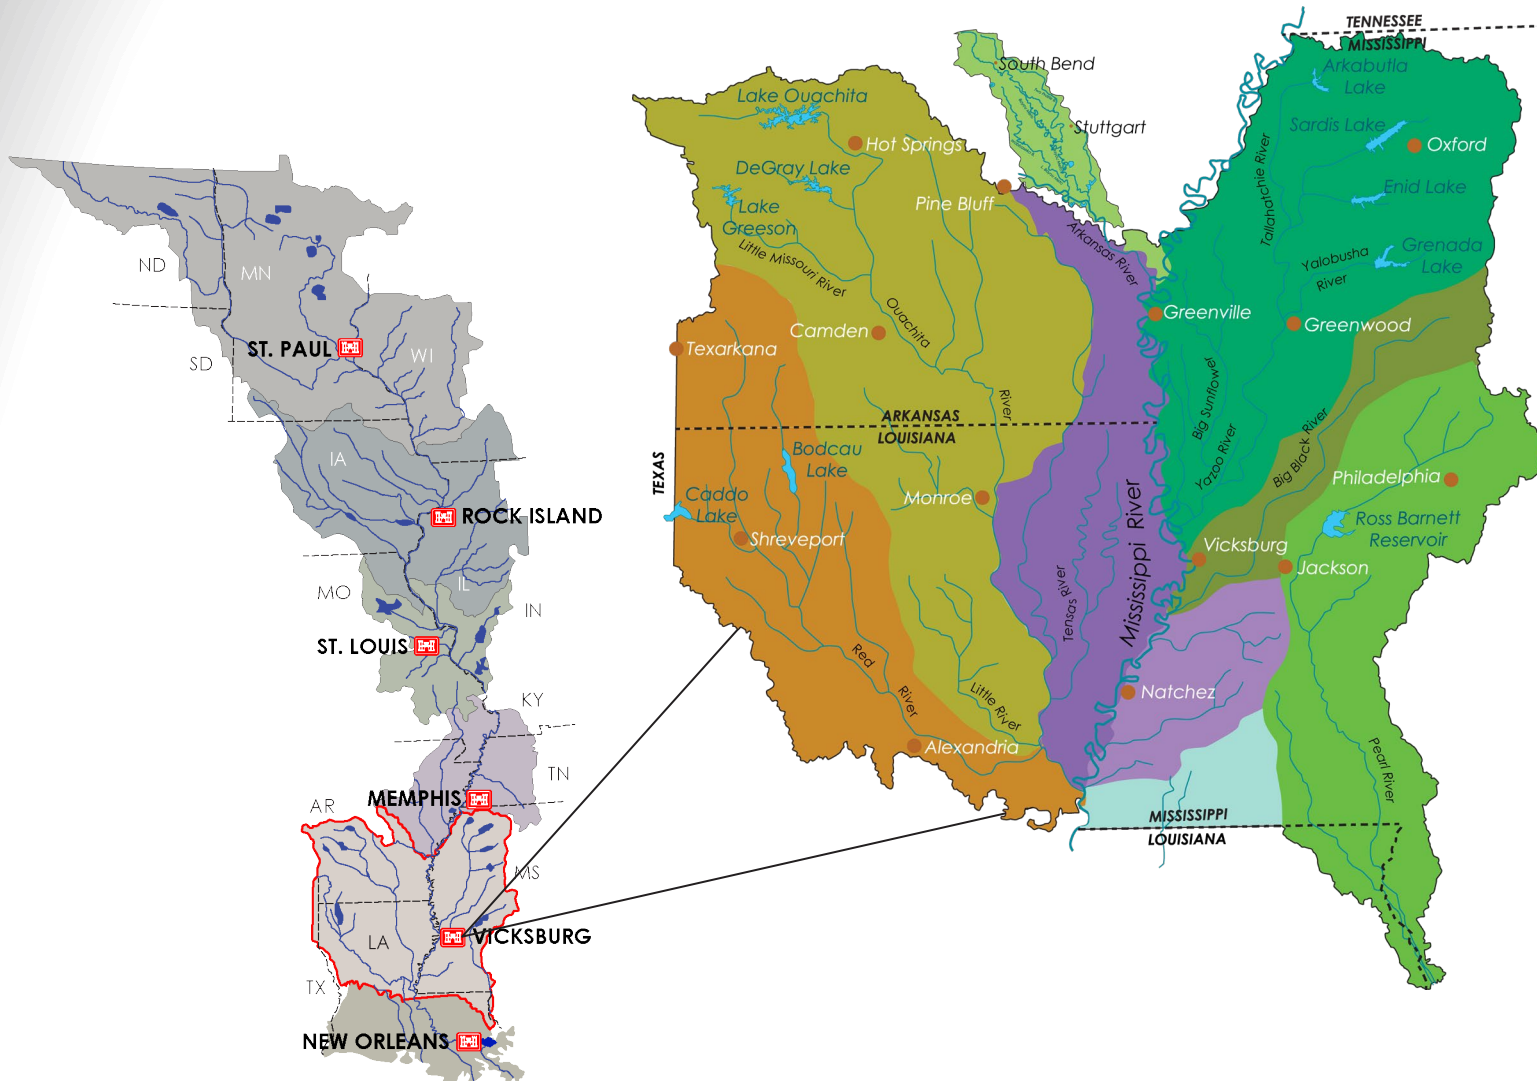 ND
MN
SD
ST. PAUL
WI
IA
ROCK ISLAND
MO
IL
IN
ST. LOUIS
KY
TN
AR
MEMPHIS
MS
LA
VICKSBURG
TX
NEW ORLEANS
TENNESSEE
MISSISSIPPI
South Bend
Stuttgart
Arkabutla
Lake
Sardis Lake
Oxford
Enid Lake
Tallahatchie River
Yalobusha
River
Grenada
Lake
Lake Ouachita
Hot Springs
DeGray Lake
Lake
Greeson
Pine Bluff
Arkansas River
Little Missouri River
Ouachita
River
Camden
Greenville
Greenwood
Texarkana
ARKANSAS
LOUISIANA
TEXAS
Bodcau
Lake
Caddo
Lake
Monroe
Shreveport
Big Sunflower
Yazoo River
Big Black River
Philadelphia
Ross Barnett
Reservoir
Vicksburg
Jackson
Mississippi River
Tensas River
Natchez
Red
River
Little River
Alexandria
Pearl River
MISSISSIPPI
LOUISIANA